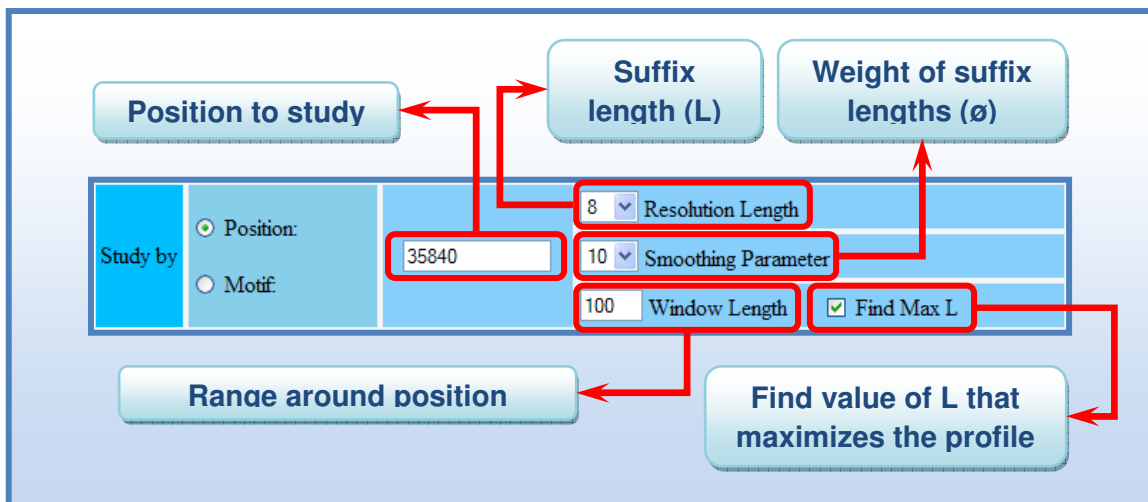 Suffix
length (L)
Weight of suffix
lengths (ø)
Position to study
Study by
Position:
Motif:
35840
8 Resolution Length
10 Smoothing Parameter
100 Window Length
Find Max L
Range around position
Find value of L that
maximizes the profile